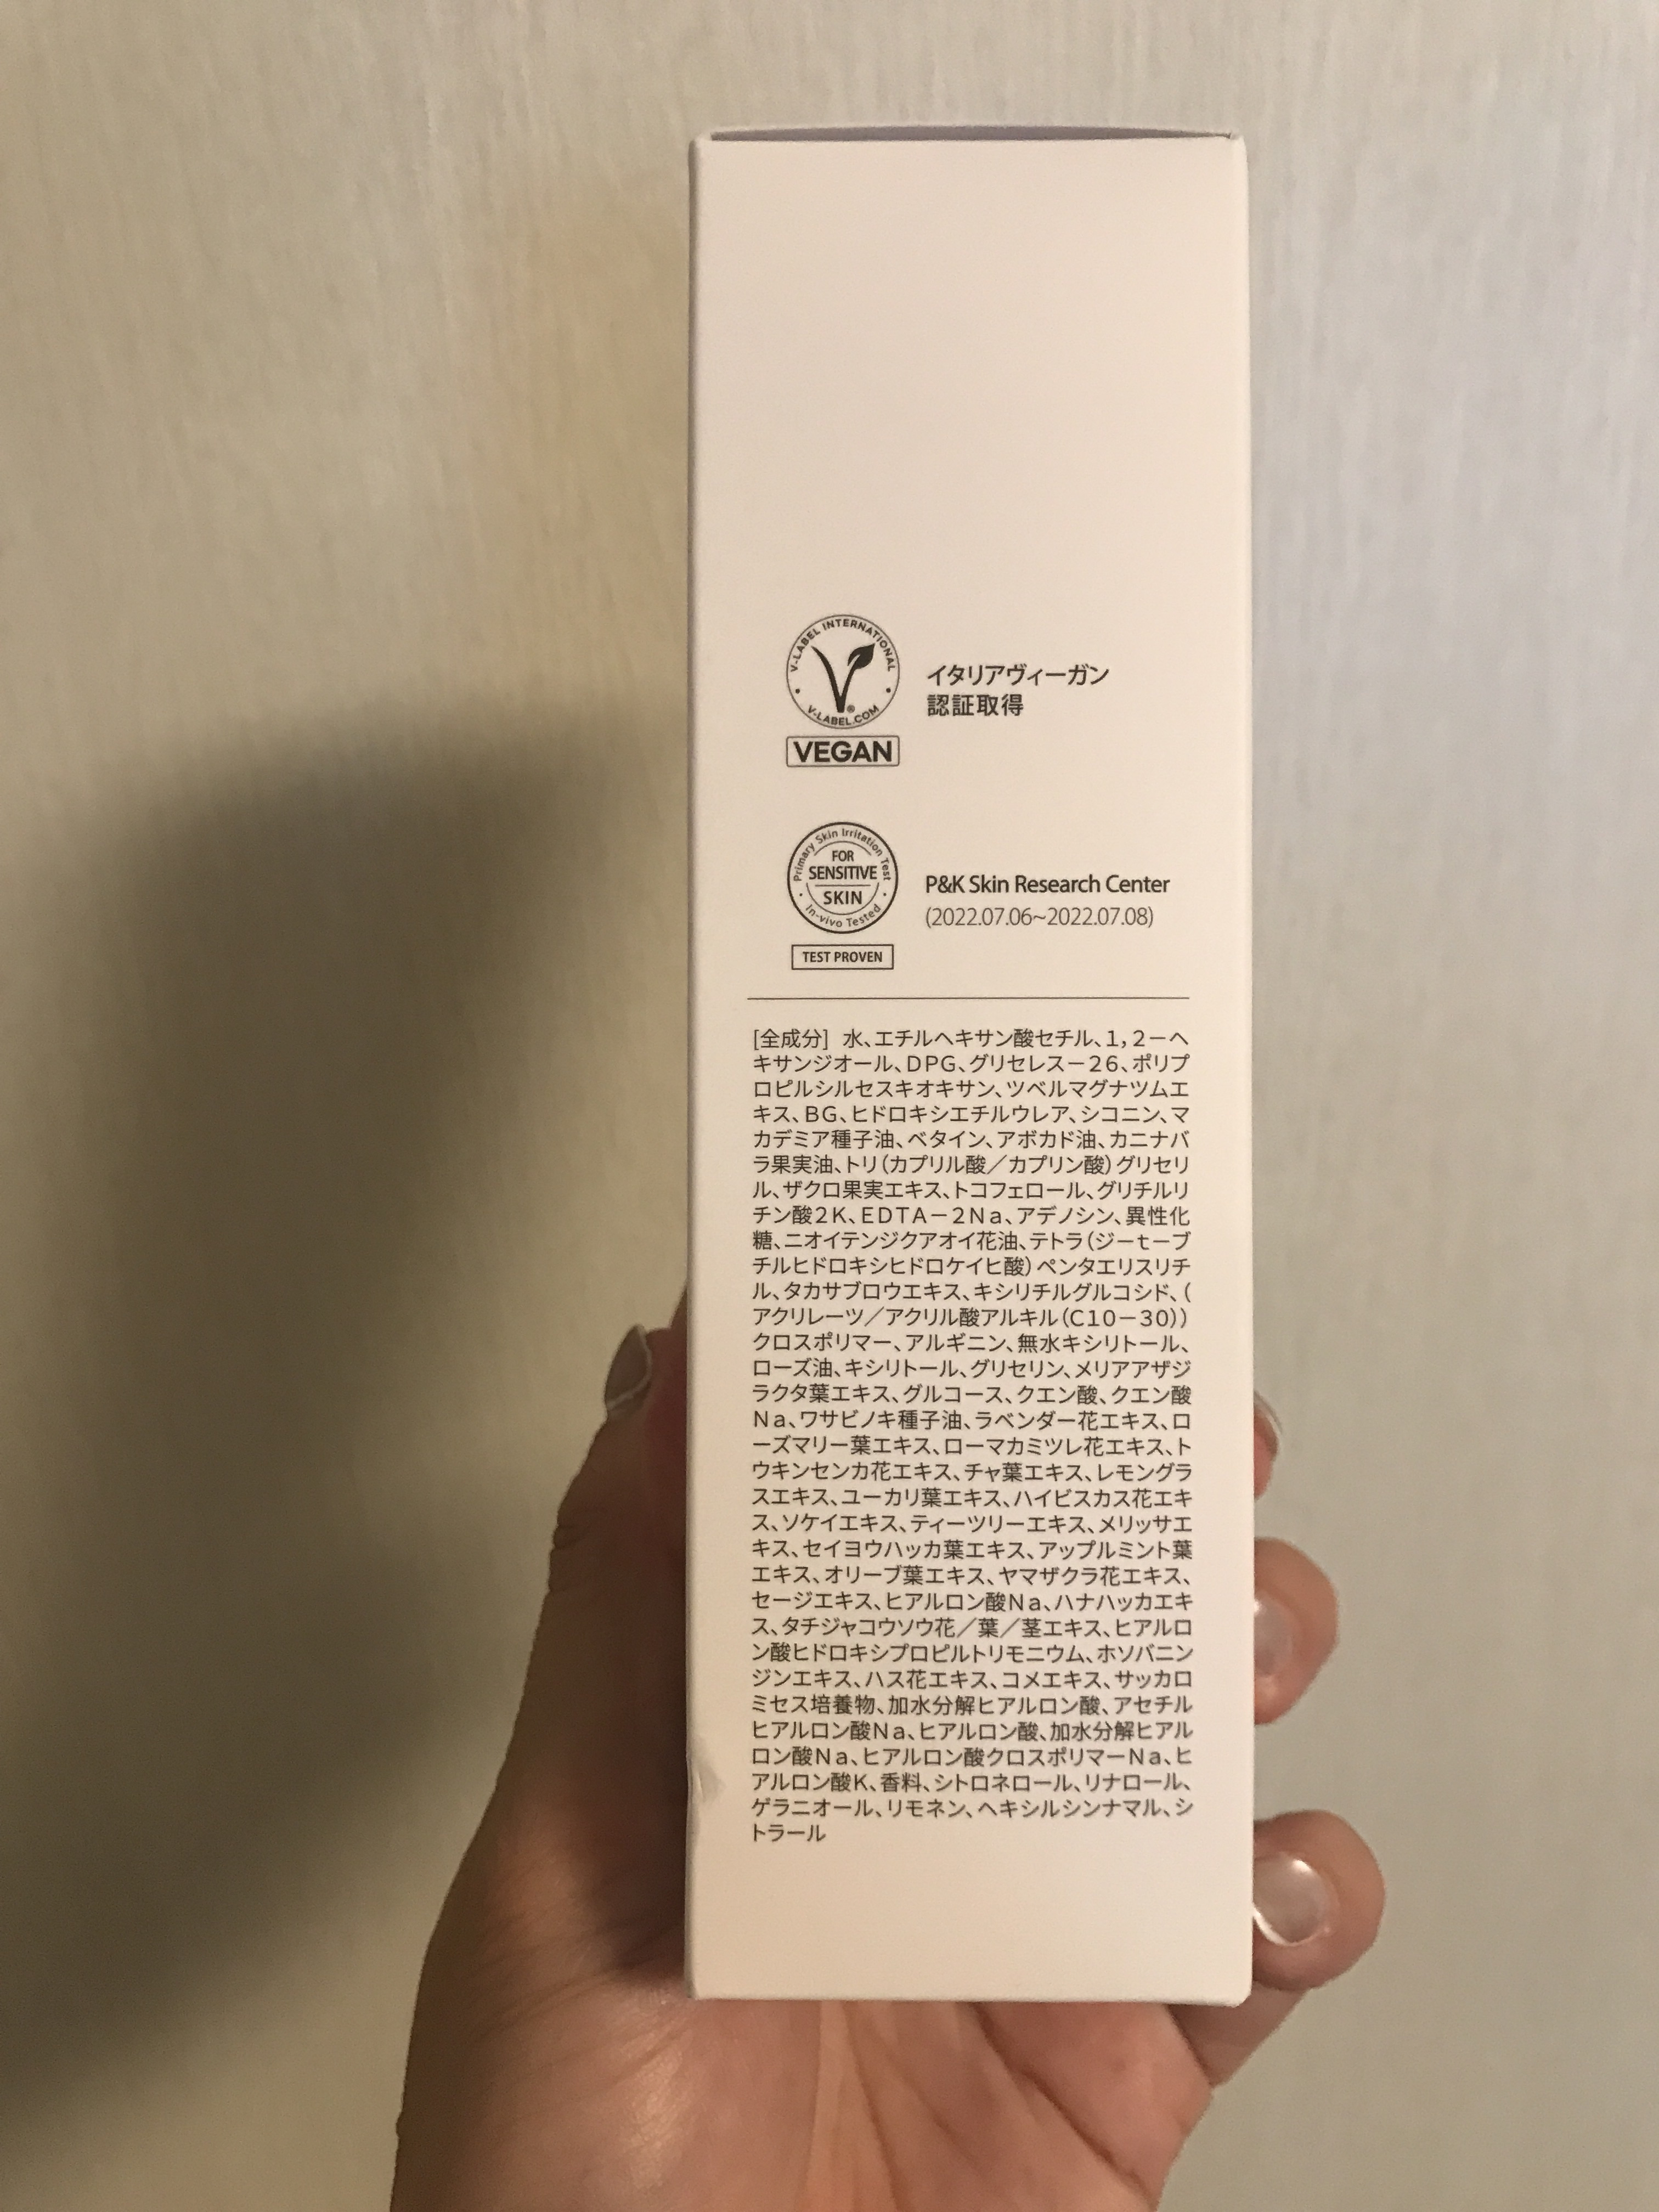 V-LABEL INTERNATIONAL
V-LABEL.COM
VEGAN
イタリアヴィーガン
認証取得
Primary Skin Irritation Test
FOR
SENSITIVE
SKIN
In-vivo Tested
TEST PROVEN
P&K Skin Research Center
(2022.07.06~2022.07.08)
[全成分] 水、エチルヘキサン酸セチル、1,2－ヘ
キサンジオール、DPG、グリセレス－26、ポリプ
ロピルシルセスキオキサン、ツベルマグナツムエ
キス、BG、ヒドロキシエチルウレア、シコニン、マ
カデミア種子油、ベタイン、アボカド油、カニナバ
ラ果実油、トリ(カプリル酸／カプリン酸)グリセリ
ル、ザクロ果実エキス、トコフェロール、グリチルリ
チン酸2K、EDTA－2Na、アデノシン、異性化
糖、ニオイテンジクアオイ花油、テトラ(ジーt－ブ
チルヒドロキシヒドロケイヒ酸)ペンタエリスリチ
ル、タカサブロウエキス、キシリチルグルコシド、(
アクリレーツ／アクリル酸アルキル(C10－30))
クロスポリマー、アルギニン、無水キシリトール、
ローズ油、キシリトール、グリセリン、メリアアザジ
ラクタ葉エキス、グルコース、クエン酸、クエン酸
Na、ワサビノキ種子油、ラベンダー花エキス、ロ
ーズマリー葉エキス、ローマカミツレ花エキス、ト
ウキンセンカ花エキス、チャ葉エキス、レモングラ
スエキス、ユーカリ葉エキス、ハイビスカス花エキ
ス、ソケイエキス、ティーツリーエキス、メリッサエ
キス、セイヨウハッカ葉エキス、アップルミント葉
エキス、オリーブ葉エキス、ヤマザクラ花エキス、
セージエキス、ヒアルロン酸Na、ハナハッカエキ
ス、タチジャコウソウ花／葉／茎エキス、ヒアルロ
ン酸ヒドロキシプロピルトリモニウム、ホソバニン
ジンエキス、ハス花エキス、コメエキス、サッカロ
ミセス培養物、加水分解ヒアルロン酸、アセチル
ヒアルロン酸Na、ヒアルロン酸、加水分解ヒアル
ロン酸Na、ヒアルロン酸クロスポリマーNa、ヒ
アルロン酸K、香料、シトロネロール、リナロール、
ゲラニオール、リモネン、ヘキシルシンナマル、シ
トラール